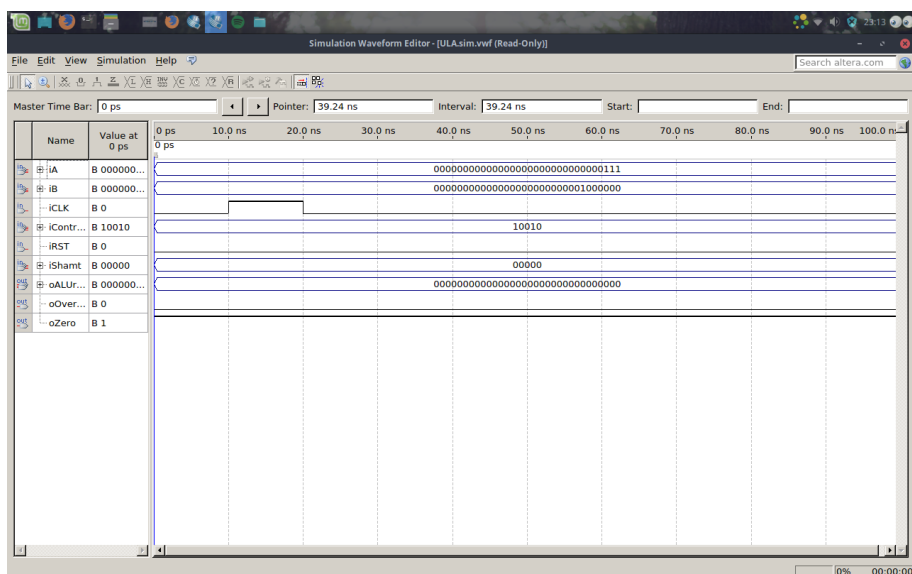 23:13
Simulation Waveform Editor - [ULA.sim.vwf (Read-Only)]
File Edit View Simulation Help
Search altera.com
Master Time Bar: 0 ps Pointer: 39.24 ns Interval: 39.24 ns Start: End:
Name Value at 0 ps
0 ps 10.0 ns 20.0 ns 30.0 ns 40.0 ns 50.0 ns 60.0 ns 70.0 ns 80.0 ns 90.0 ns 100.0 n
0 ps
iA B 000000... 00000000000000000000000000000111
iB B 000000... 00000000000000000000000001000000
iCLK B 0
iContr... B 10010 10010
iRST B 0
iShamt B 00000 00000
oALUr... B 000000... 00000000000000000000000000000000
oOver... B 0
oZero B 1
0% 00:00:00